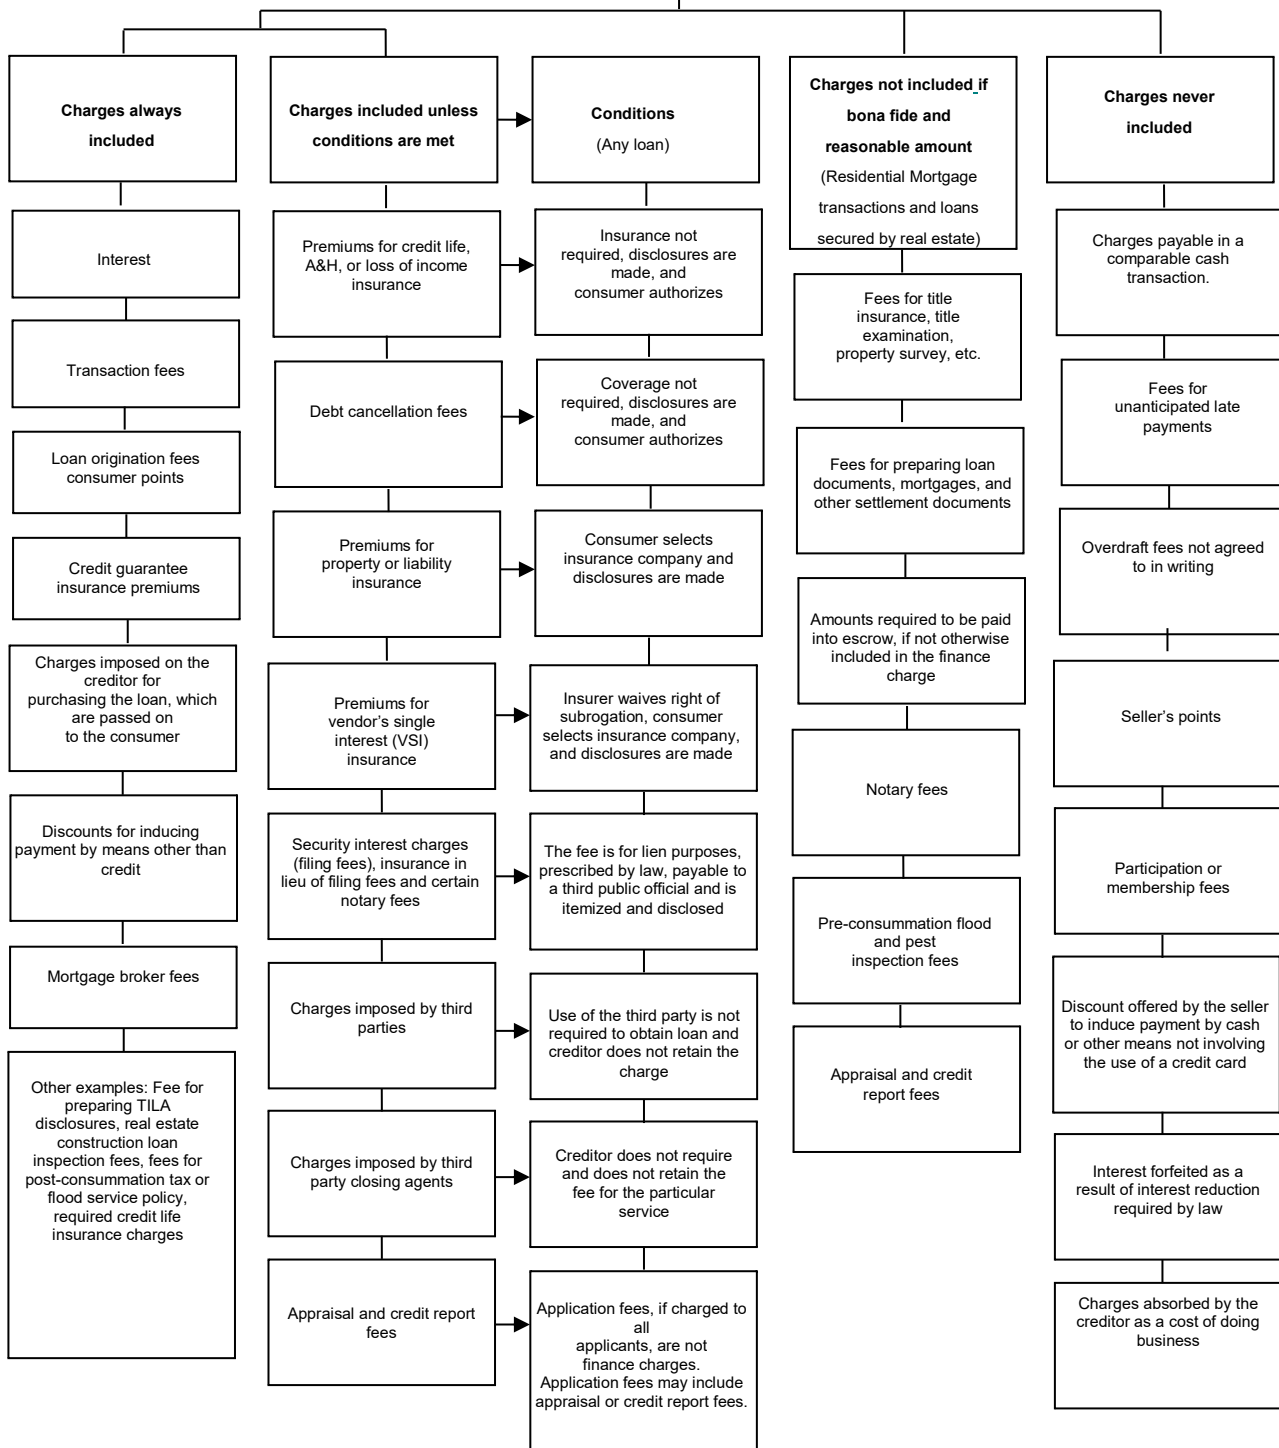 Charges always
included
Interest
Transaction fees
Loan origination fees
consumer points
Credit guarantee
insurance premiums
Charges imposed on the
creditor for
purchasing the loan, which
are passed on
to the consumer
Discounts for inducing
payment by means other than
credit
Mortgage broker fees
Other examples: Fee for
preparing TILA
disclosures, real estate
construction loan
inspection fees, fees for
post-consummation tax or
flood service policy,
required credit life
insurance charges
Charges included unless
conditions are met
Premiums for credit life,
A&H, or loss of income
insurance
Debt cancellation fees
Premiums for
property or liability
insurance
Premiums for
vendor's single
interest (VSI)
insurance
Security interest charges
(filing fees), insurance in
lieu of filing fees and certain
notary fees
Charges imposed by third
parties
Charges imposed by third
party closing agents
Appraisal and credit report
fees
Conditions
(Any loan)
Insurance not
required, disclosures are
made, and
consumer authorizes
Coverage not
required, disclosures are
made, and
consumer authorizes
Consumer selects
insurance company and
disclosures are made
Insurer waives right of
subrogation, consumer
selects insurance company,
and disclosures are made
The fee is for lien purposes,
prescribed by law, payable to
a third public official and is
itemized and disclosed
Use of the third party is not
required to obtain loan and
creditor does not retain the
charge
Creditor does not require
and does not retain the
fee for the particular
service
Application fees, if charged to
all
applicants, are not
finance charges.
Application fees may include
appraisal or credit report fees.
Charges not included if
bona fide and
reasonable amount
(Residential Mortgage
transactions and loans
secured by real estate)
Fees for title
insurance, title
examination,
property survey, etc.
Fees for preparing loan
documents, mortgages, and
other settlement documents
Amounts required to be paid
into escrow, if not otherwise
included in the finance
charge
Notary fees
Pre-consummation flood
and pest
inspection fees
Appraisal and credit
report fees
Charges never
included
Charges payable in a
comparable cash
transaction.
Fees for
unanticipated late
payments
Overdraft fees not agreed
to in writing
Seller's points
Participation or
membership fees
Discount offered by the seller
to induce payment by cash
or other means not involving
the use of a credit card
Interest forfeited as a
result of interest reduction
required by law
Charges absorbed by the
creditor as a cost of doing
business